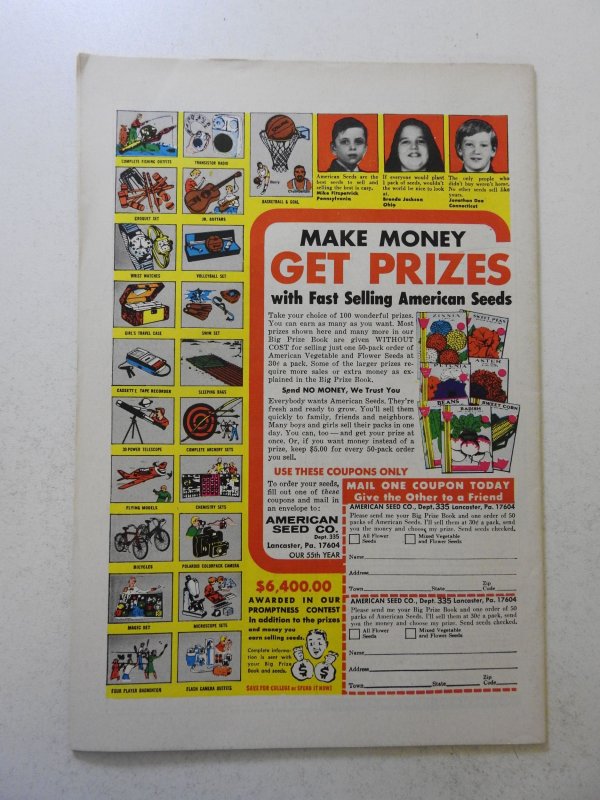 COMPLETE FISHING OUTFITS
TRANSISTOR RADIO
CROQUET SET
JR. GUITARS
WRIST WATCHES
VOLLEYBALL SET
GIRL'S TRAVEL CASE
SWIM SET
CASSETTE TAPE RECORDER
SLEEPING BAGS
30 POWER TELESCOPE
COMPLETE ARCHERY SETS
FLYING MODELS
CHEMISTRY SETS
BICYCLES
POLAROID COLORPACK CAMERA
MAGIC SET
MICROSCOPE SETS
FOUR PLAYER BADMINTON
FLASH CAMERA OUTFITS
BASKETBALL & GOAL
American Seeds are the
best seeds to sell and
selling the best is easy.
Mike Fitzpatrick
Pennsylvania
If everyone would plant
1 pack of seeds, wouldn't
the world be nice to look
at.
Brenda Jackson
Ohio
The only people who
didn't buy weren't home.
No other seeds sell like
yours.
Jonathan Doe
Connecticut
MAKE MONEY
GET PRIZES
with Fast Selling American Seeds
Take your choice of 100 wonderful prizes.
You can earn as many as you want. Most
prizes shown here and many more in our
Big Prize Book are given WITHOUT
COST for selling just one 50-pack order of
American Vegetable and Flower Seeds at
30¢ a pack. Some of the larger prizes re-
quire more sales or extra money as ex-
plained in the Big Prize Book.
Send NO MONEY, We Trust You
Everybody wants American Seeds. They're
fresh and ready to grow. You'll sell them
quickly to family, friends and neighbors.
Many boys and girls sell their packs in one
day. You can, too — and get your prize at
once. Or, if you want money instead of a
prize, keep $5.00 for every 50-pack order
you sell.
ZINNIA
SWEET PEAS
PETUNIA
ASTER
BEANS
RADISH
SWEET CORN
USE THESE COUPONS ONLY
To order your seeds,
fill out one of these
coupons and mail in
an envelope to:
AMERICAN
SEED CO.
Dept. 335
Lancaster, Pa. 17604
OUR 55th YEAR
$6,400.00
AWARDED IN OUR
PROMPTNESS CONTEST
In addition to the prizes
and money you
earn selling seeds.
Complete informa-
tion is sent with
your Big Prize
Book and seeds.
$ $
SAVE FOR COLLEGE or SPEND IT NOW!
MAIL ONE COUPON TODAY
Give the Other to a Friend
AMERICAN SEED CO., Dept. 335 Lancaster, Pa. 17604
Please send me your Big Prize Book and one order of 50
packs of American Seeds. I'll sell them at 30¢ a pack, send
you the money and choose my prize. Send seeds checked.
All Flower Seeds
Mixed Vegetable and Flower Seeds
Name
Address
Town State Zip Code
AMERICAN SEED CO., Dept. 335 Lancaster, Pa. 17604
Please send me your Big Prize Book and one order of 50
packs of American Seeds. I'll sell them at 30¢ a pack, send
you the money and choose my prize. Send seeds checked.
All Flower Seeds
Mixed Vegetable and Flower Seeds
Name
Address
Town State Zip Code